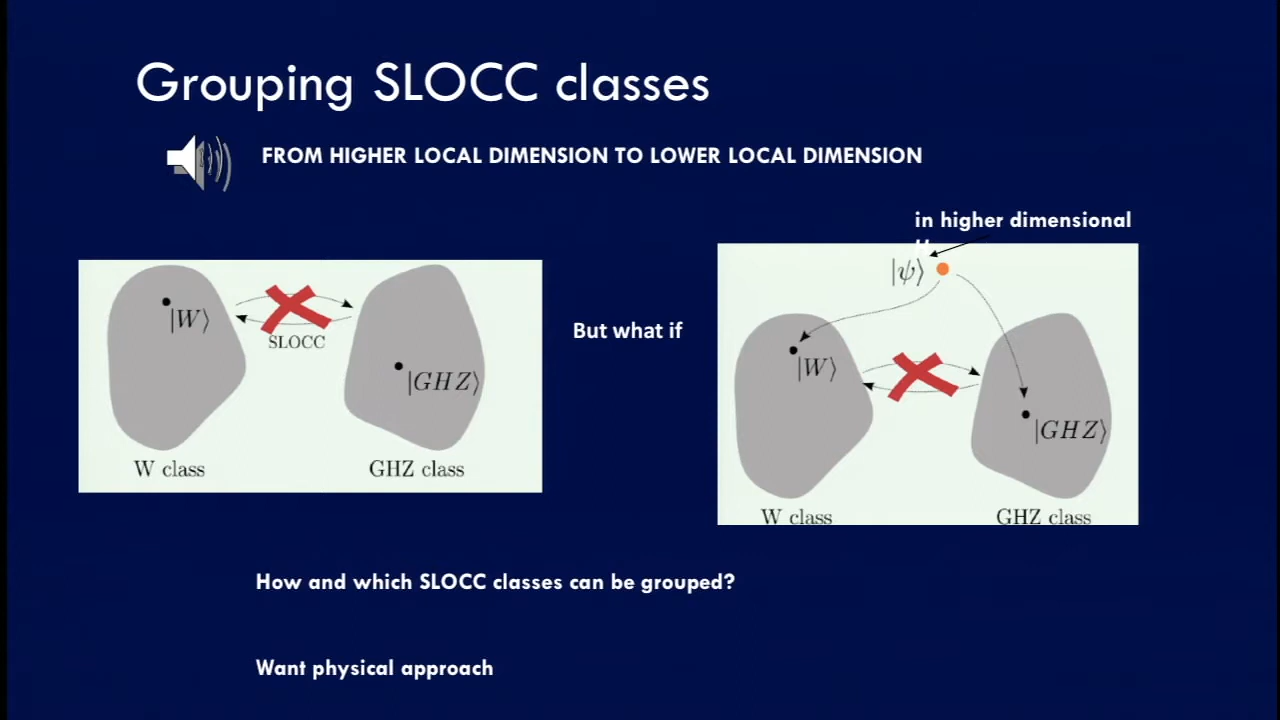 Grouping SLOCC classes
FROM HIGHER LOCAL DIMENSION TO LOWER LOCAL DIMENSION
in higher dimensional
|W⟩
SLOCC
|GHZ⟩
W class
GHZ class
But what if
|ψ⟩
|W⟩
|GHZ⟩
W class
GHZ class
How and which SLOCC classes can be grouped?
Want physical approach